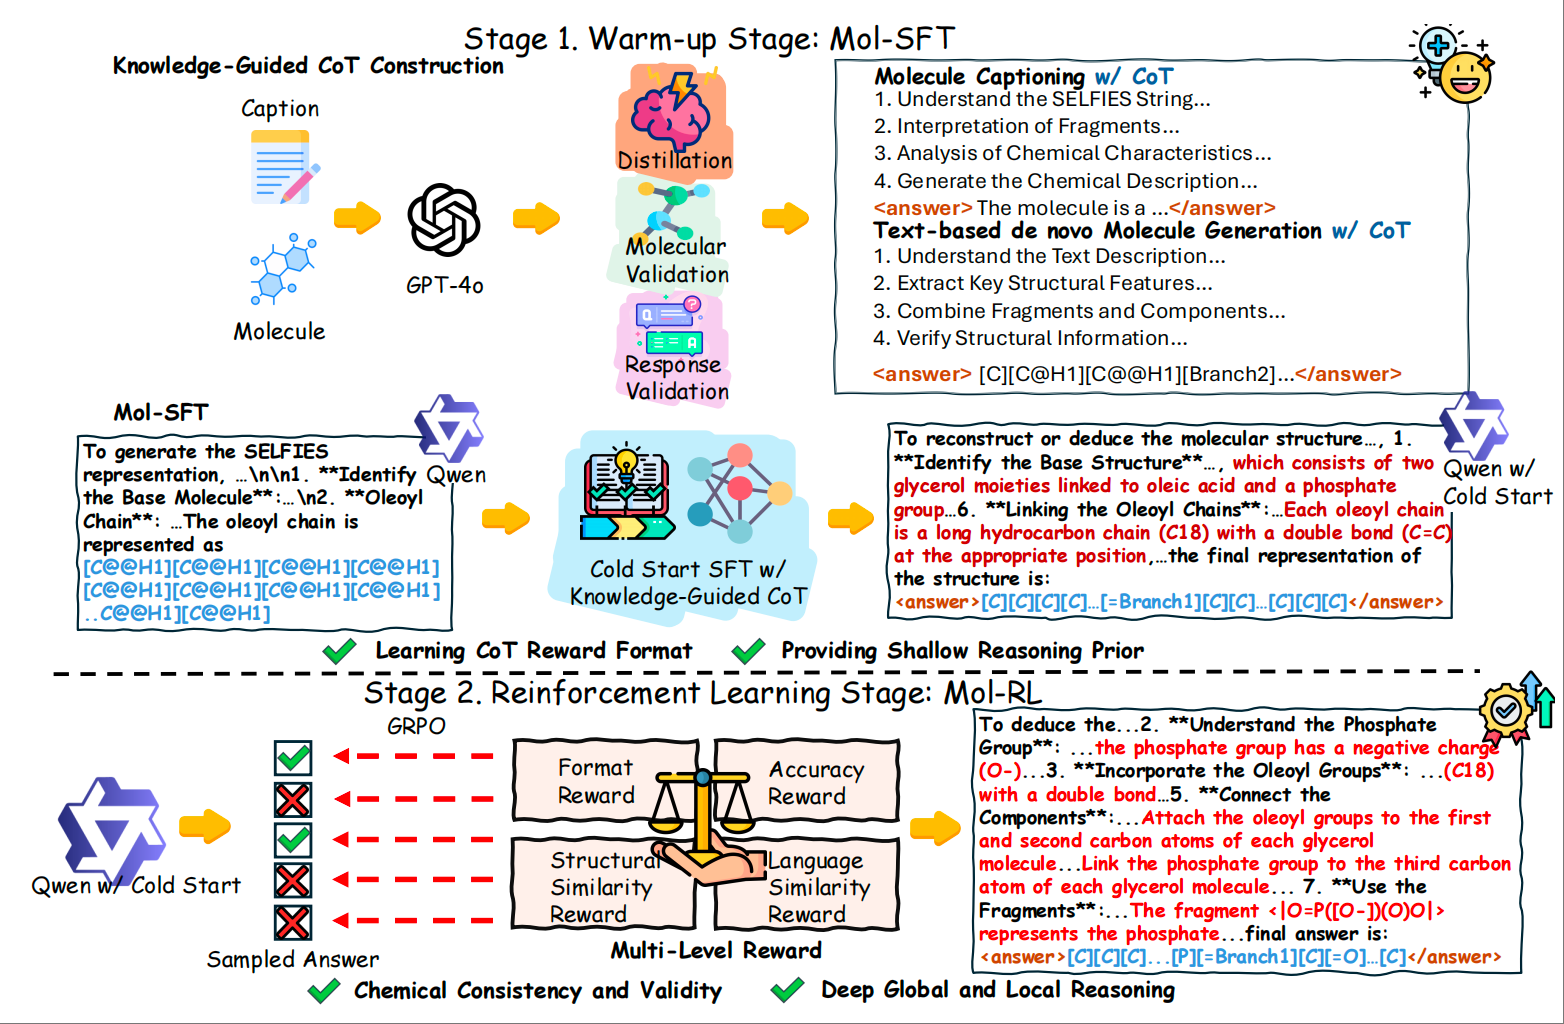 Stage 1. Warm-up Stage: Mol-SFT
Knowledge-Guided CoT Construction
Caption
Molecule
GPT-4o
Distillation
Molecular
Validation
Q
?
A
Response
Validation
Molecule Captioning w/ CoT
1. Understand the SELFIES String...
2. Interpretation of Fragments...
3. Analysis of Chemical Characteristics...
4. Generate the Chemical Description...
<answer> The molecule is a ...</answer>
Text-based de novo Molecule Generation w/ CoT
1. Understand the Text Description...
2. Extract Key Structural Features...
3. Combine Fragments and Components...
4. Verify Structural Information...
<answer> [C][C@H1][C@@H1][Branch2]...</answer>
Mol-SFT
Qwen
To generate the SELFIES
representation, ...\n\n1. **Identify
the Base Molecule**:...\n2. **Oleoyl
Chain**: ...The oleoyl chain is
represented as
[C@@H1][C@@H1][C@@H1][C@@H1]
[C@@H1][C@@H1][C@@H1][C@@H1]
..C@@H1][C@@H1]
Cold Start SFT w/
Knowledge-Guided CoT
Qwen w/
Cold Start
To reconstruct or deduce the molecular structure..., 1.
**Identify the Base Structure**..., which consists of two
glycerol moieties linked to oleic acid and a phosphate
group...6. **Linking the Oleoyl Chains**:...Each oleoyl chain
is a long hydrocarbon chain (C18) with a double bond (C=C)
at the appropriate position,...the final representation of
the structure is:
<answer>[C][C][C][C]...[=Branch1][C][C]...[C][C][C]</answer>
Learning CoT Reward Format
Providing Shallow Reasoning Prior
Stage 2. Reinforcement Learning Stage: Mol-RL
GRPO
Qwen w/ Cold Start
Sampled Answer
Format
Reward
Accuracy
Reward
Structural
Similarity
Reward
Language
Similarity
Reward
Multi-Level Reward
To deduce the...2. **Understand the Phosphate
Group**: ...the phosphate group has a negative charge
(O-)...3. **Incorporate the Oleoyl Groups**: ...(C18)
with a double bond...5. **Connect the
Components**:...Attach the oleoyl groups to the first
and second carbon atoms of each glycerol
molecule...Link the phosphate group to the third carbon
atom of each glycerol molecule... 7. **Use the
Fragments**:...The fragment <|O=P([O-])(O)O|>
represents the phosphate...final answer is:
<answer>[C][C][C]...[P][=Branch1][C][=O]...[C]</answer>
Chemical Consistency and Validity
Deep Global and Local Reasoning